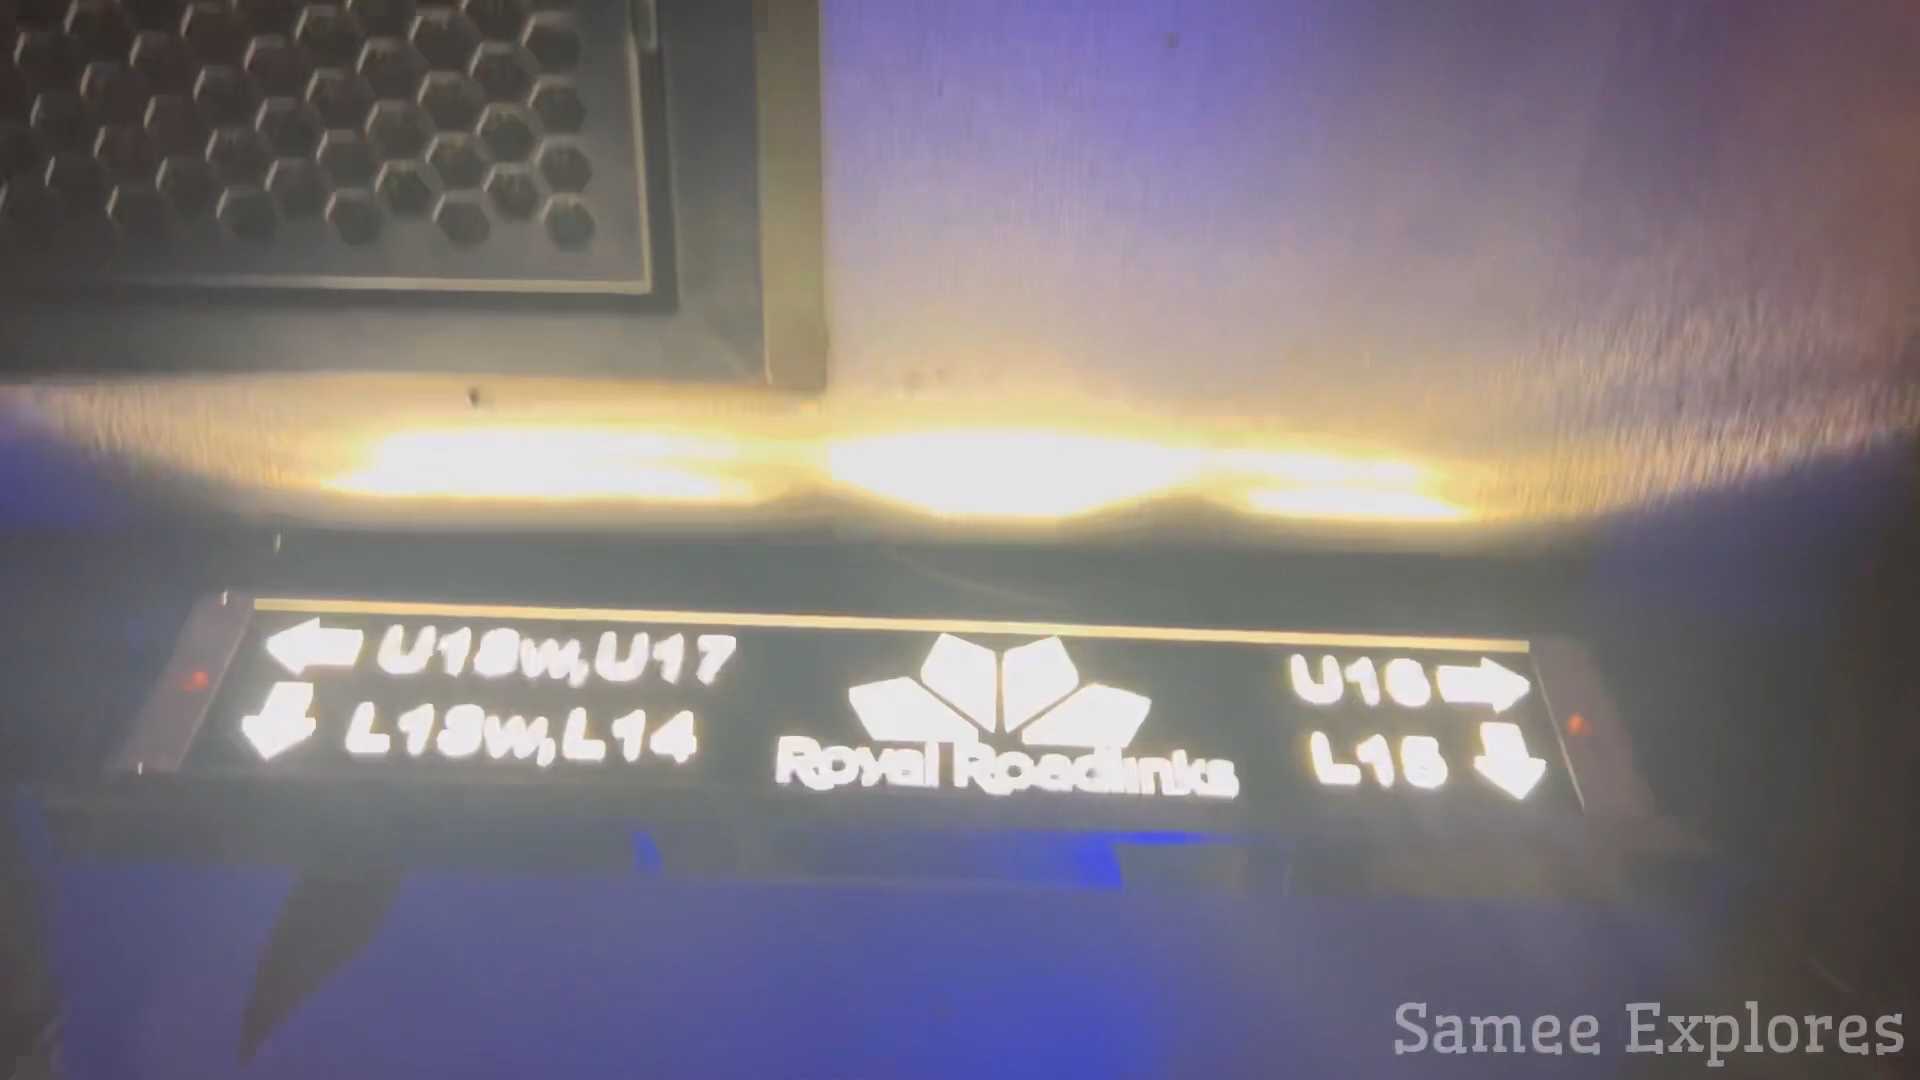 ← U18w,U17
↓ L13w,L14
Royal Roadlinks
U16 →
L15 ↓
Samee Explores